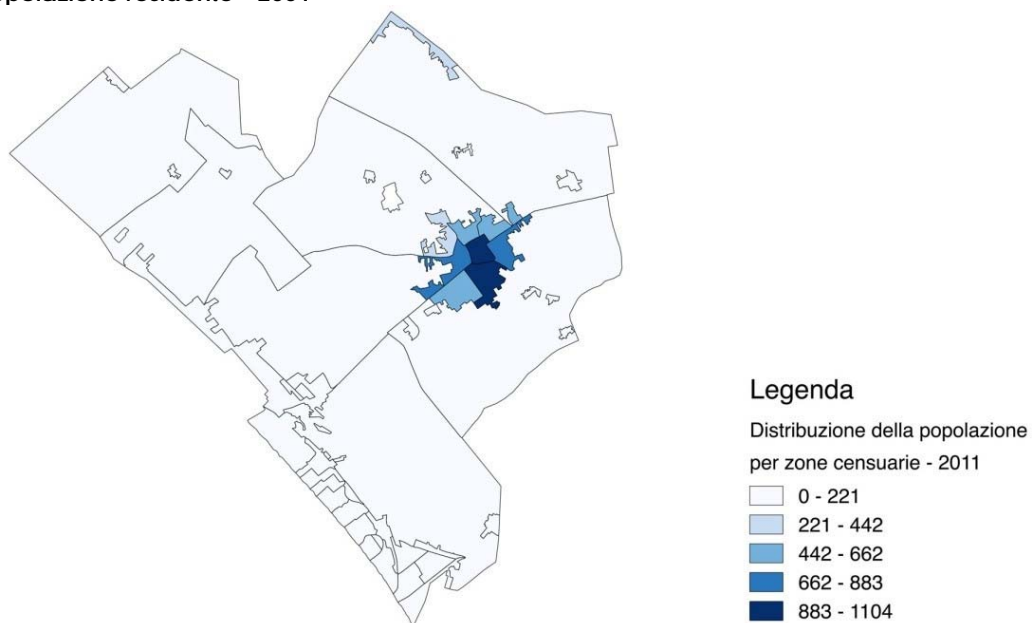 Legenda
Distribuzione della popolazione
per zone censuarie - 2011
0 - 221
221 - 442
442 - 662
662 - 883
883 - 1104